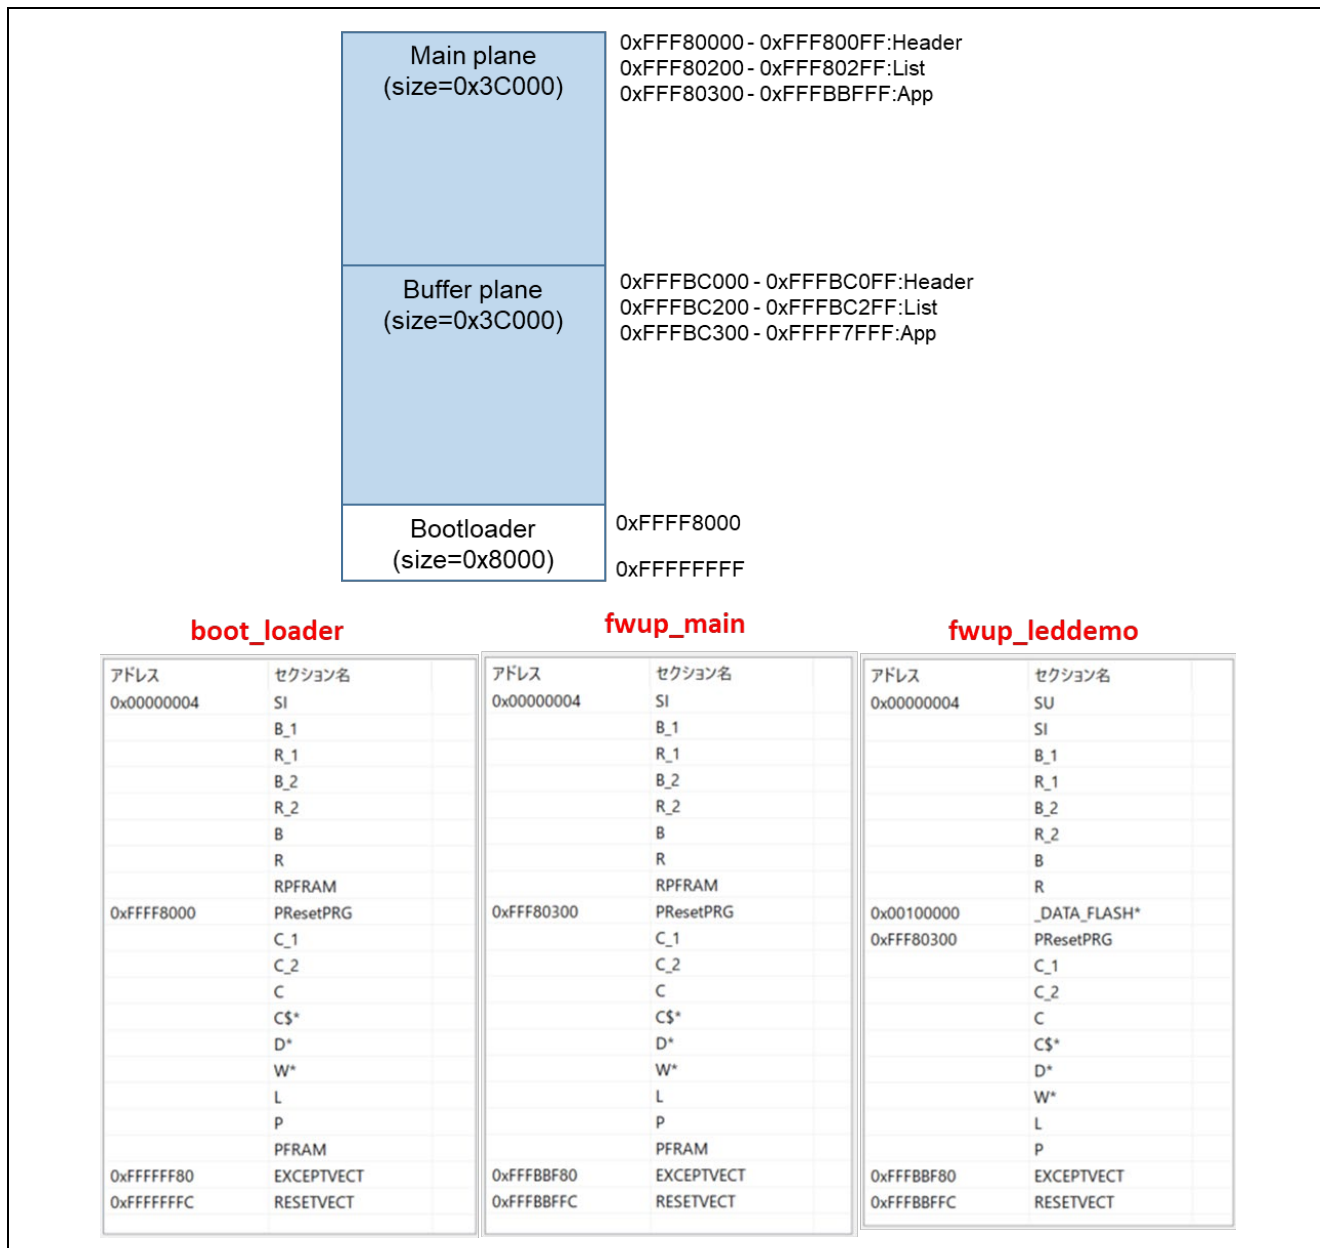 Main plane
(size=0x3C000)
0xFFF80000 - 0xFFF800FF:Header
0xFFF80200 - 0xFFF802FF:List
0xFFF80300 - 0xFFFBBFFF:App
Buffer plane
(size=0x3C000)
0xFFFBC000 - 0xFFFBC0FF:Header
0xFFFBC200 - 0xFFFBC2FF:List
0xFFFBC300 - 0xFFFF7FFF:App
Bootloader
(size=0x8000)
0xFFFF8000
0xFFFFFFFF
boot_loader
アドレス セクション名
0x00000004 SI
B_1
R_1
B_2
R_2
B
R
RPFRAM
0xFFFF8000 PResetPRG
C_1
C_2
C
C$*
D*
W*
L
P
PFRAM
0xFFFFFF80 EXCEPTVECT
0xFFFFFFFC RESETVECT
fwup_main
アドレス セクション名
0x00000004 SI
B_1
R_1
B_2
R_2
B
R
RPFRAM
0xFFF80300 PResetPRG
C_1
C_2
C
C$*
D*
W*
L
P
PFRAM
0xFFFBBF80 EXCEPTVECT
0xFFFBBFFC RESETVECT
fwup_leddemo
アドレス セクション名
0x00000004 SU
SI
B_1
R_1
B_2
R_2
B
R
0x00100000 _DATA_FLASH*
0xFFF80300 PResetPRG
C_1
C_2
C
C$*
D*
W*
L
P
0xFFFBBF80 EXCEPTVECT
0xFFFBBFFC RESETVECT